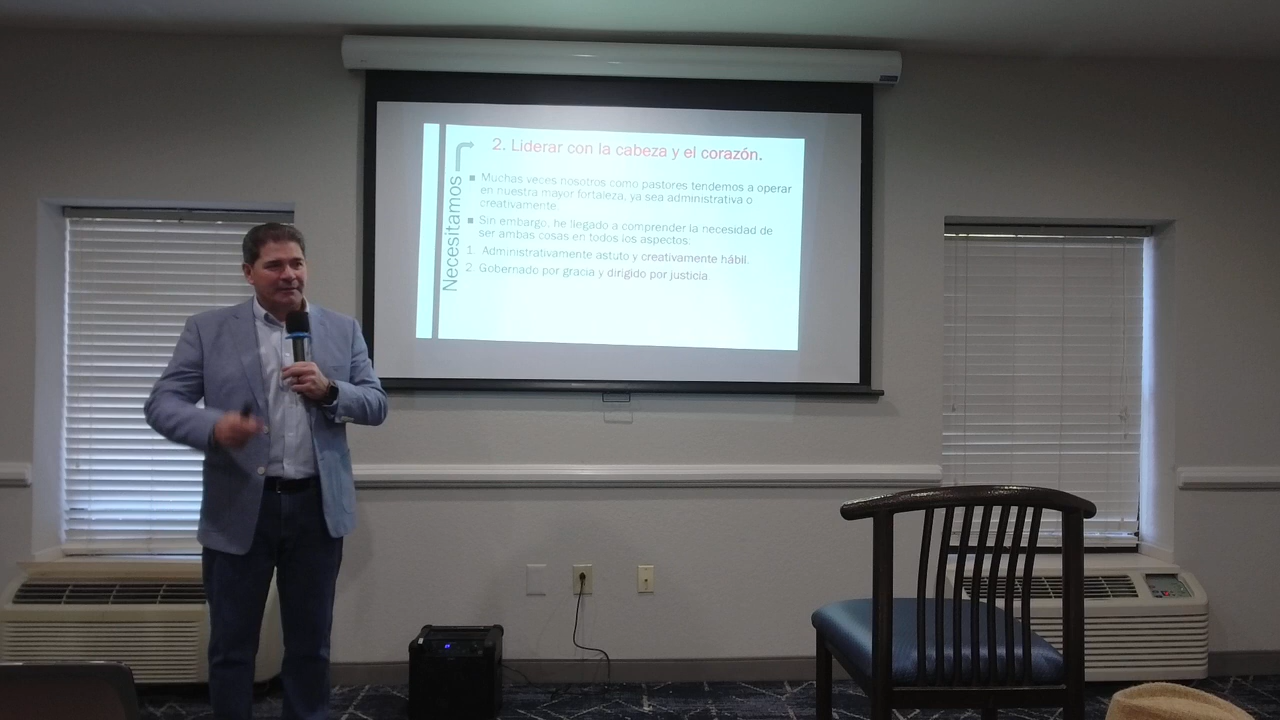 Necesitamos
2. Liderar con la cabeza y el corazón.
Muchas veces nosotros como pastores tendemos a operar
en nuestra mayor fortaleza, ya sea administrativa o
creativamente.
Sin embargo, he llegado a comprender la necesidad de
ser ambas cosas en todos los aspectos:
1. Administrativamente astuto y creativamente hábil.
2. Gobernado por gracia y dirigido por justicia.